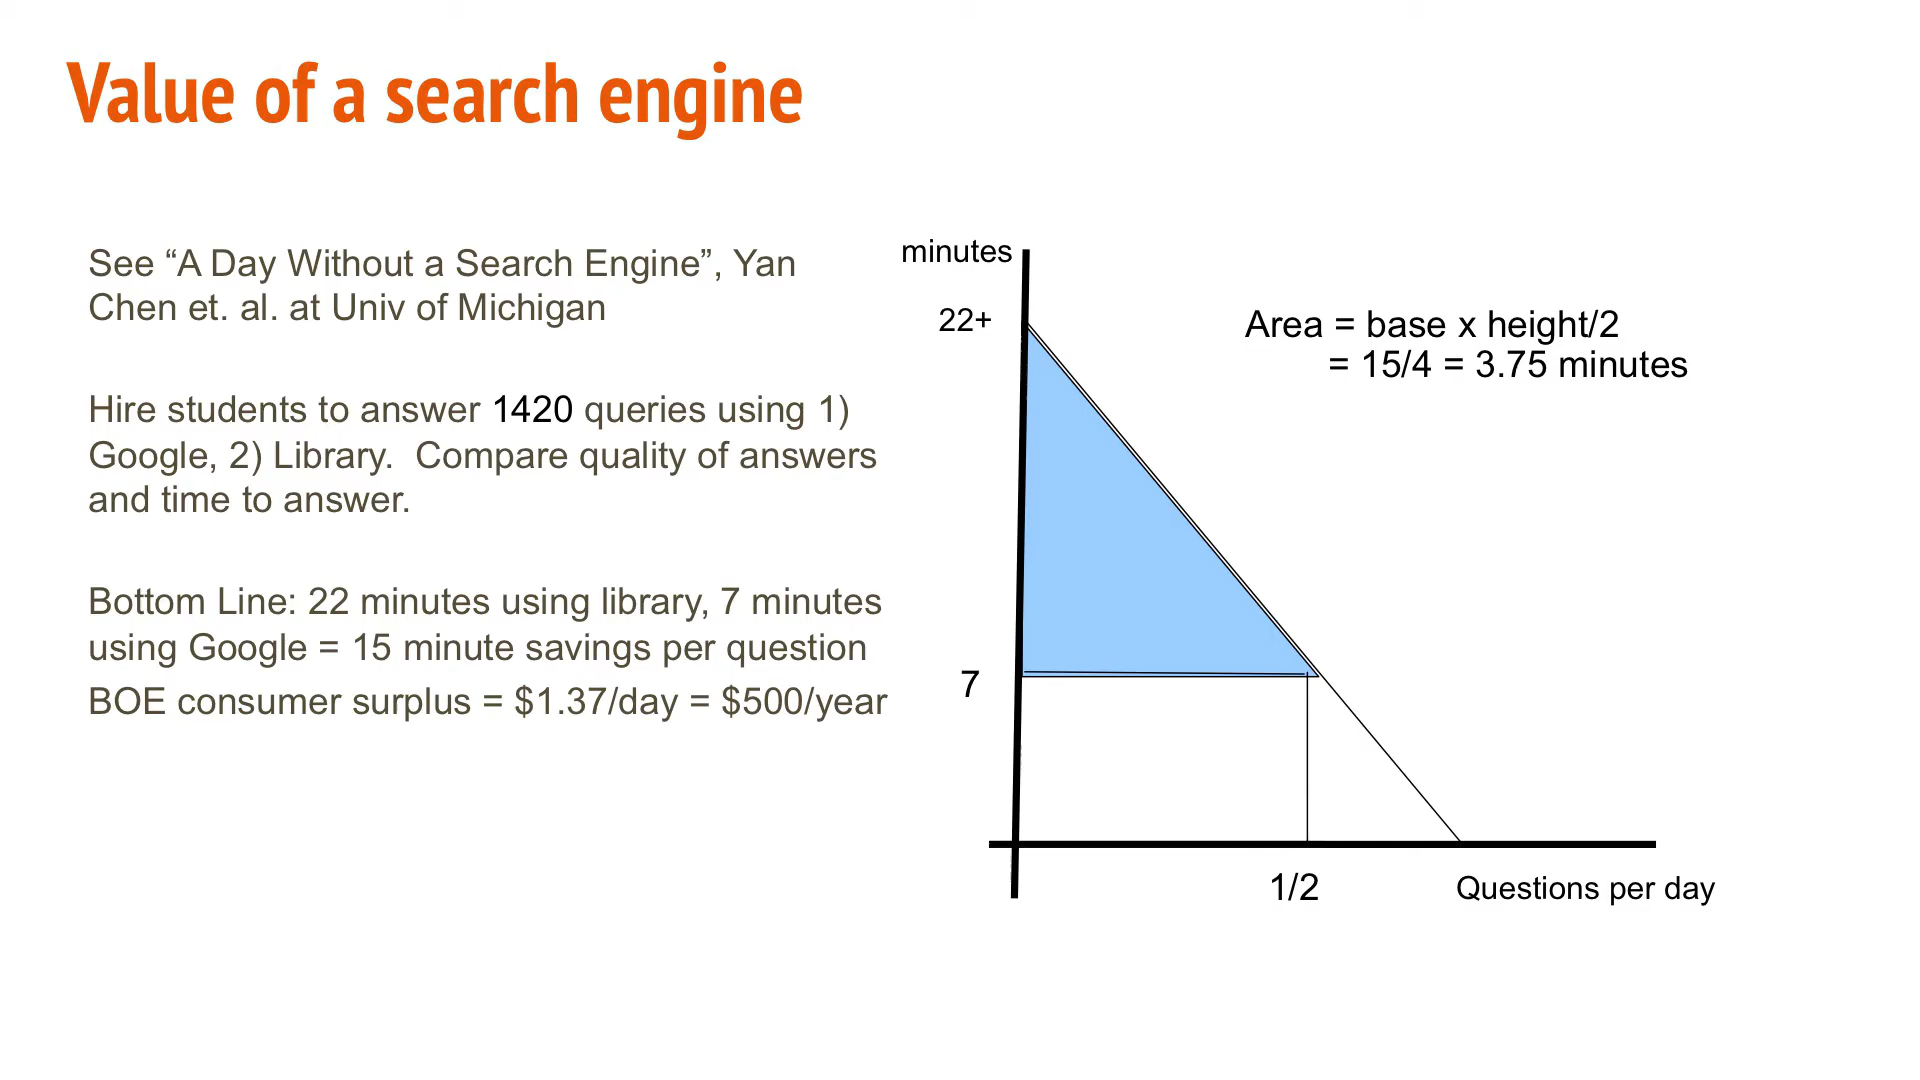 Value of a search engine
See “A Day Without a Search Engine”, Yan
Chen et. al. at Univ of Michigan
Hire students to answer 1420 queries using 1)
Google, 2) Library.  Compare quality of answers
and time to answer.
Bottom Line: 22 minutes using library, 7 minutes
using Google = 15 minute savings per question
BOE consumer surplus = $1.37/day = $500/year
minutes
22+
Area = base x height/2
= 15/4 = 3.75 minutes
7
1/2
Questions per day